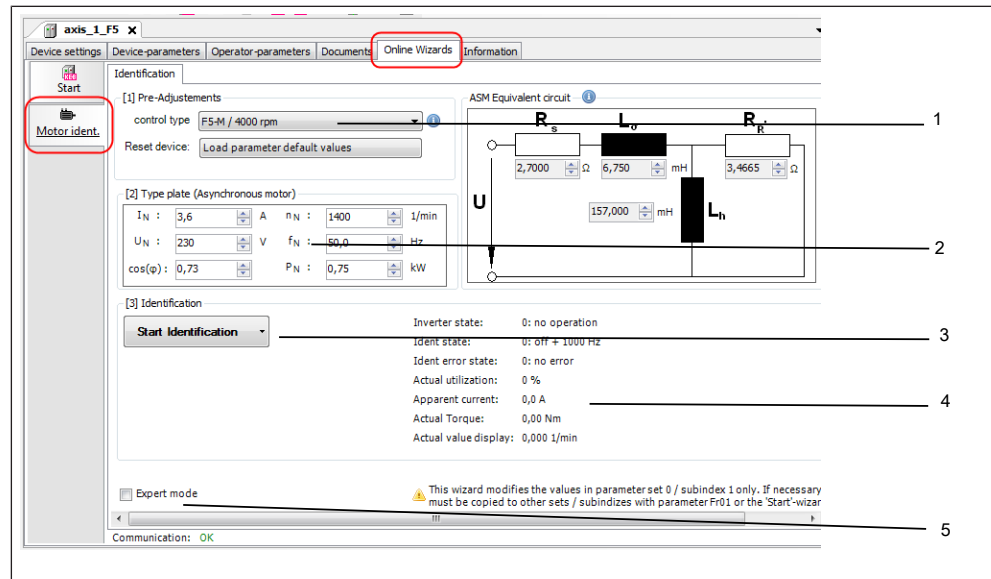 axis_1_F5 x
Device settings Device-parameters Operator-parameters Documents Online Wizards Information
Start
Motor ident.
Identification
[1] Pre-Adjustements
control type F5-M / 4000 rpm
Reset device: Load parameter default values
ASM Equivalent circuit
Rs Lσ RR'
2,7000 Ω 6,750 mH 3,4665 Ω
U
157,000 mH Lh
1
[2] Type plate (Asynchronous motor)
IN : 3,6 A nN : 1400 1/min
UN : 230 V fN : 50,0 Hz
cos(φ): 0,73 PN : 0,75 kW
2
[3] Identification
Start Identification
Inverter state: 0: no operation
Ident state: 0: off + 1000 Hz
Ident error state: 0: no error
Actual utilization: 0 %
Apparent current: 0,0 A
Actual Torque: 0,00 Nm
Actual value display: 0,000 1/min
3
4
Expert mode
This wizard modifies the values in parameter set 0 / subindex 1 only. If necessary
must be copied to other sets / subindizes with parameter Fr01 or the 'Start'-wizar
5
Communication: OK